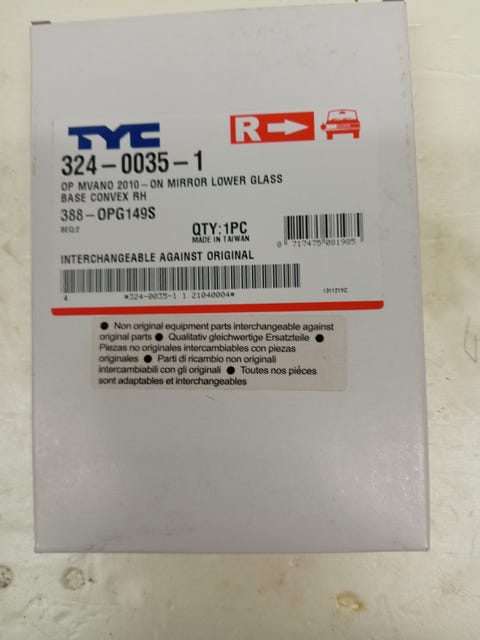 TYC
R
324-0035-1
OP MVANO 2010-ON MIRROR LOWER GLASS
BASE CONVEX RH
388-OPG149S
QTY:1PC
MADE IN TAIWAN
8 717475 081985
INTERCHANGEABLE AGAINST ORIGINAL
4 *324-0035-1 1 21040004*
● Non original equipment parts interchangeable against
original parts ● Qualitativ gleichwertige Ersatzteile ●
Piezas no originales intercambiables con piezas
originales ● Parti di ricambio non originali
intercambiabili con gli originali ● Toutes nos piéces
sont adaptables et interchangeables